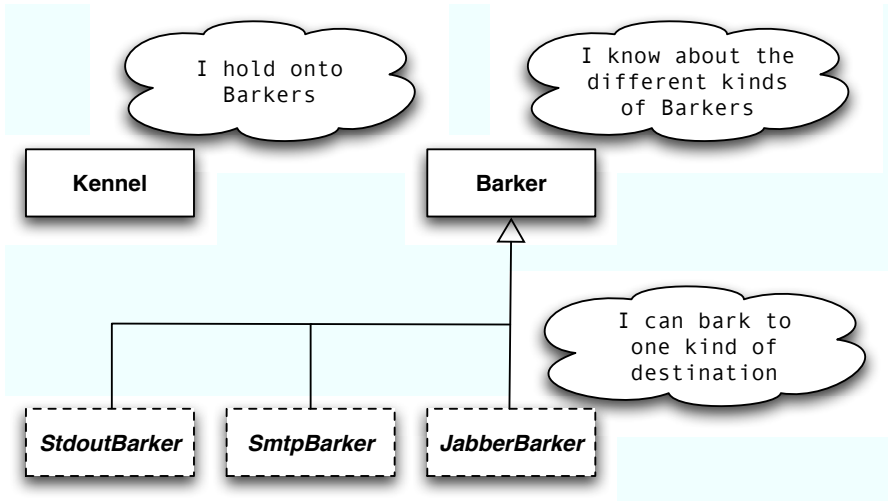 I hold onto
Barkers
I know about the
different kinds
of Barkers
Kennel
Barker
I can bark to
one kind of
destination
StdoutBarker
SmtpBarker
JabberBarker